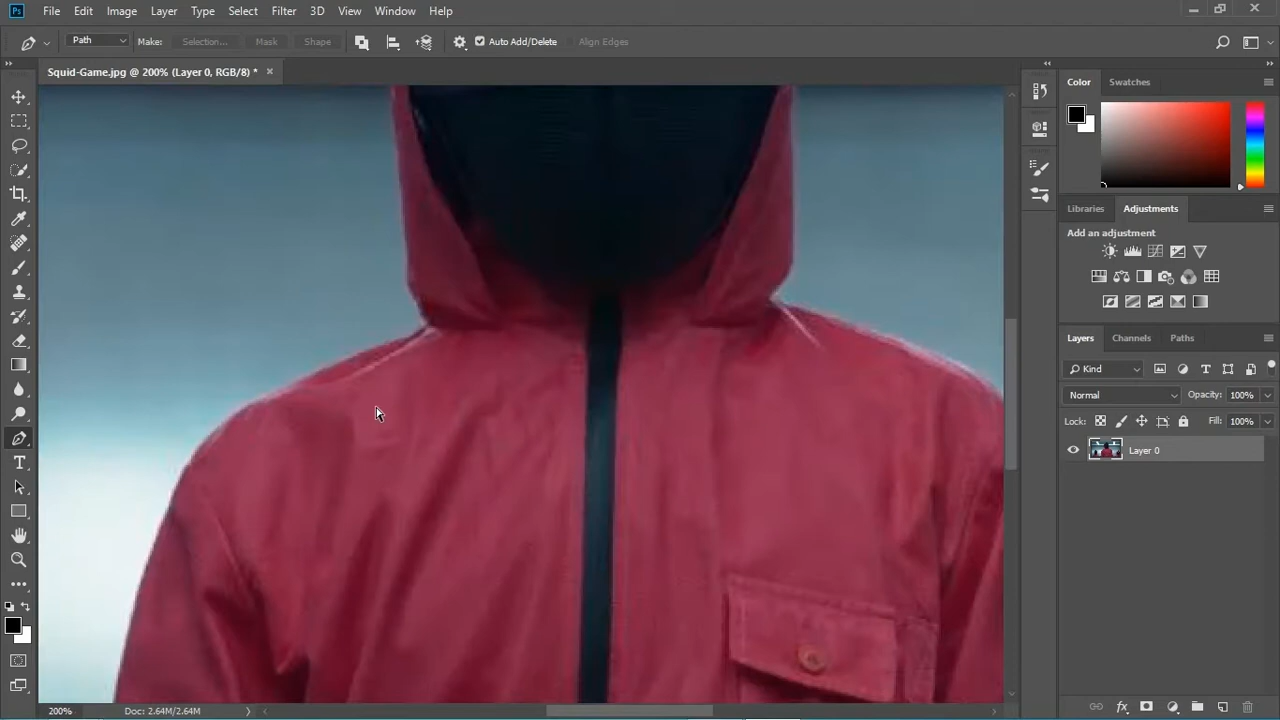 Ps File Edit Image Layer Type Select Filter 3D View Window Help
Path Make: Selection... Mask Shape Auto Add/Delete Align Edges
Squid-Game.jpg @ 200% (Layer 0, RGB/8) *
Color Swatches
Libraries Adjustments
Add an adjustment
Layers Channels Paths
Kind
Normal Opacity: 100%
Lock: Fill: 100%
Layer 0
200% Doc: 2.64M/2.64M